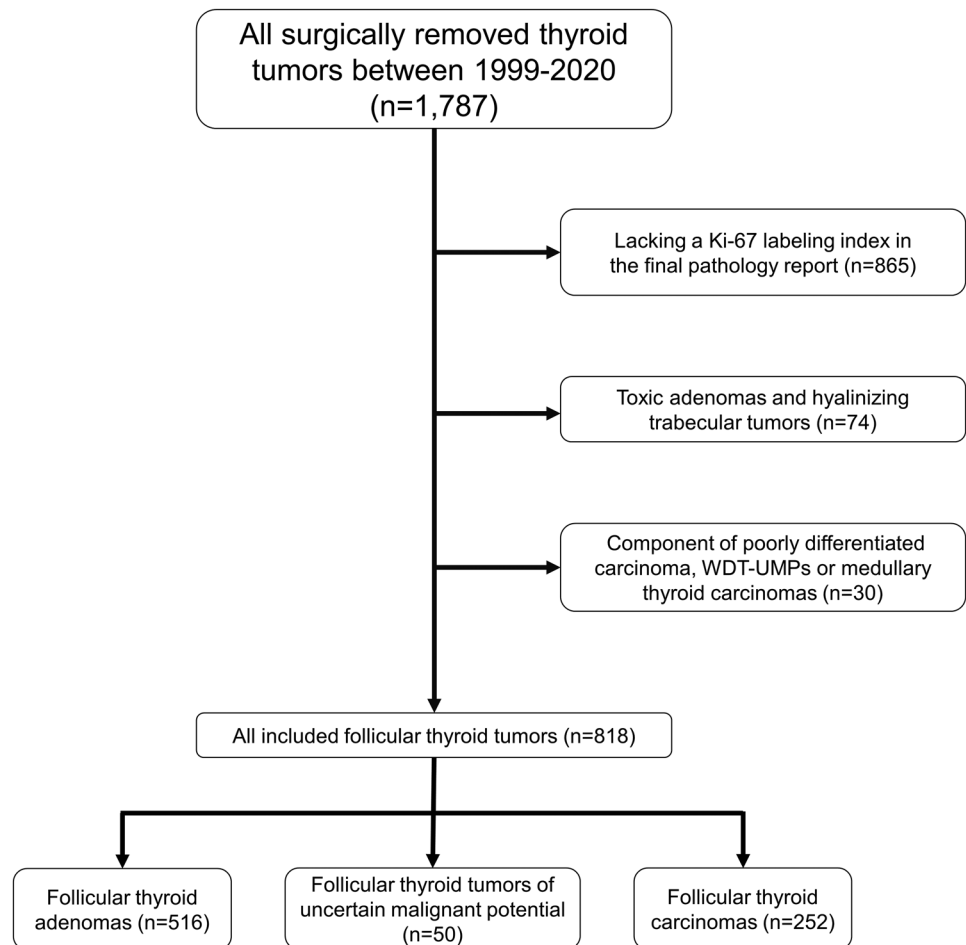 All surgically removed thyroid
tumors between 1999-2020
(n=1,787)
Lacking a Ki-67 labeling index in
the final pathology report (n=865)
Toxic adenomas and hyalinizing
trabecular tumors (n=74)
Component of poorly differentiated
carcinoma, WDT-UMPs or medullary
thyroid carcinomas (n=30)
All included follicular thyroid tumors (n=818)
Follicular thyroid
adenomas (n=516)
Follicular thyroid tumors of
uncertain malignant potential
(n=50)
Follicular thyroid
carcinomas (n=252)